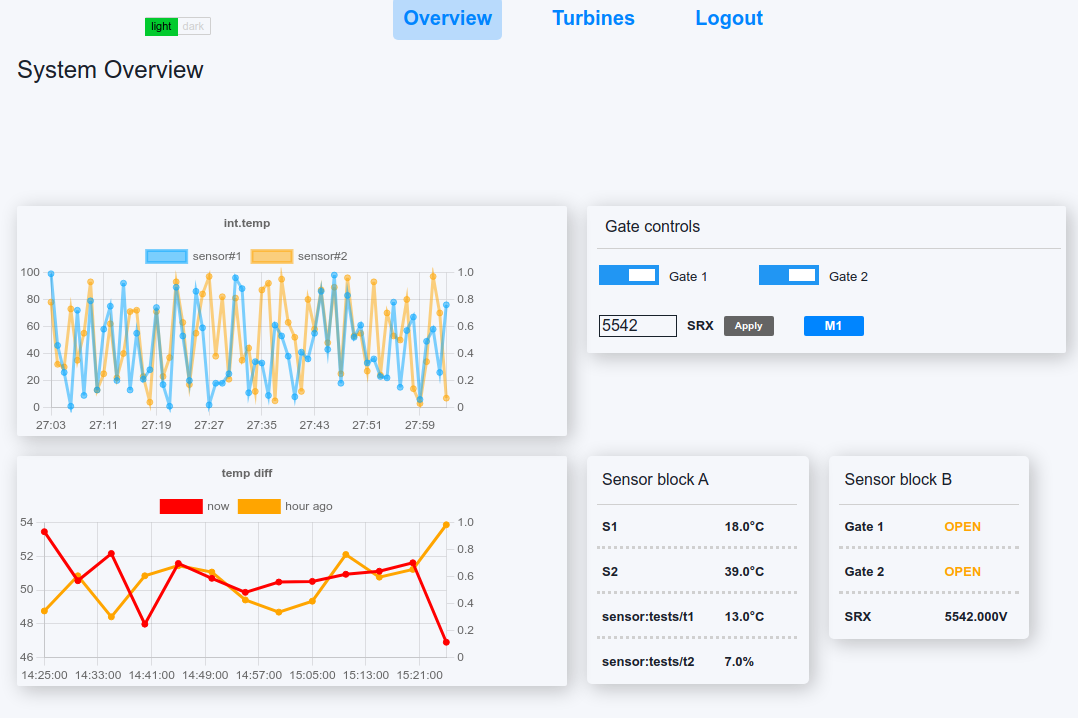 Overview Turbines Logout
light dark
System Overview
int.temp
sensor#1 sensor#2
100 1.0
80 0.8
60 0.6
40 0.4
20 0.2
0 0
27:03 27:11 27:19 27:27 27:35 27:43 27:51 27:59
Gate controls
Gate 1 Gate 2
5542 SRX Apply M1
temp diff
now hour ago
54 1.0
0.8
52
0.6
50
0.4
48
0.2
46 0
14:25:00 14:33:00 14:41:00 14:49:00 14:57:00 15:05:00 15:13:00 15:21:00
Sensor block A
S1 18.0°C
S2 39.0°C
sensor:tests/t1 13.0°C
sensor:tests/t2 7.0%
Sensor block B
Gate 1 OPEN
Gate 2 OPEN
SRX 5542.000V